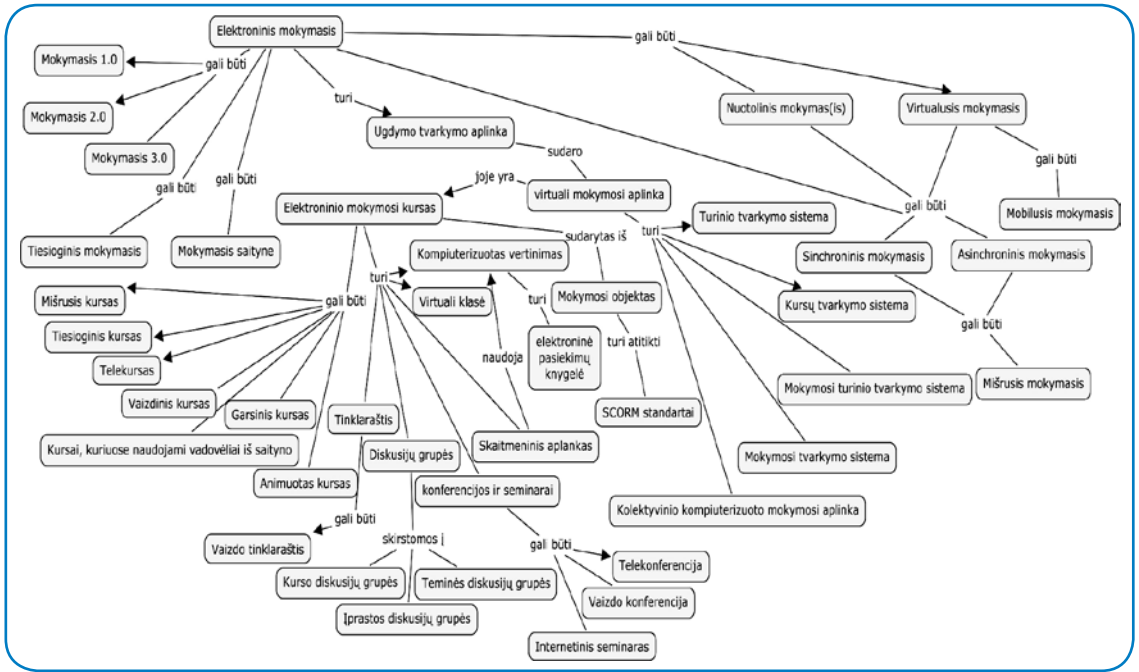 Elektroninis mokymasis
gali būti
Mokymasis 1.0
gali būti
turi
Mokymasis 2.0
Nuotolinis mokymas(is)
Virtualusis mokymasis
Ugdymo tvarkymo aplinka
Mokymasis 3.0
sudaro
gali būti
joje yra
gali būti
gali būti
virtuali mokymosi aplinka
Elektroninio mokymosi kursas
gali būti
Mobilusis mokymasis
Turinio tvarkymo sistema
sudarytas iš
turi
Tiesioginis mokymasis
Mokymasis saityne
Kompiuterizuotas vertinimas
Sinchroninis mokymasis
Asinchroninis mokymasis
turi
Mišrusis kursas
gali būti
Virtuali klasė
turi
Mokymosi objektas
Kursų tvarkymo sistema
gali būti
Tiesioginis kursas
turi atitikti
elektroninė
pasiekimų
knygelė
naudoja
Telekursas
Mokymosi turinio tvarkymo sistema
Mišrusis mokymasis
Vaizdinis kursas
Garsinis kursas
Tinklaraštis
SCORM standartai
Kursai, kuriuose naudojami vadovėliai iš saityno
Skaitmeninis aplankas
Diskusijų grupės
Mokymosi tvarkymo sistema
Animuotas kursas
konferencijos ir seminarai
Kolektyvinio kompiuterizuoto mokymosi aplinka
gali būti
Vaizdo tinklaraštis
skirstomos į
gali būti
Telekonferencija
Kurso diskusijų grupės
Teminės diskusijų grupės
Vaizdo konferencija
Įprastos diskusijų grupės
Internetinis seminaras